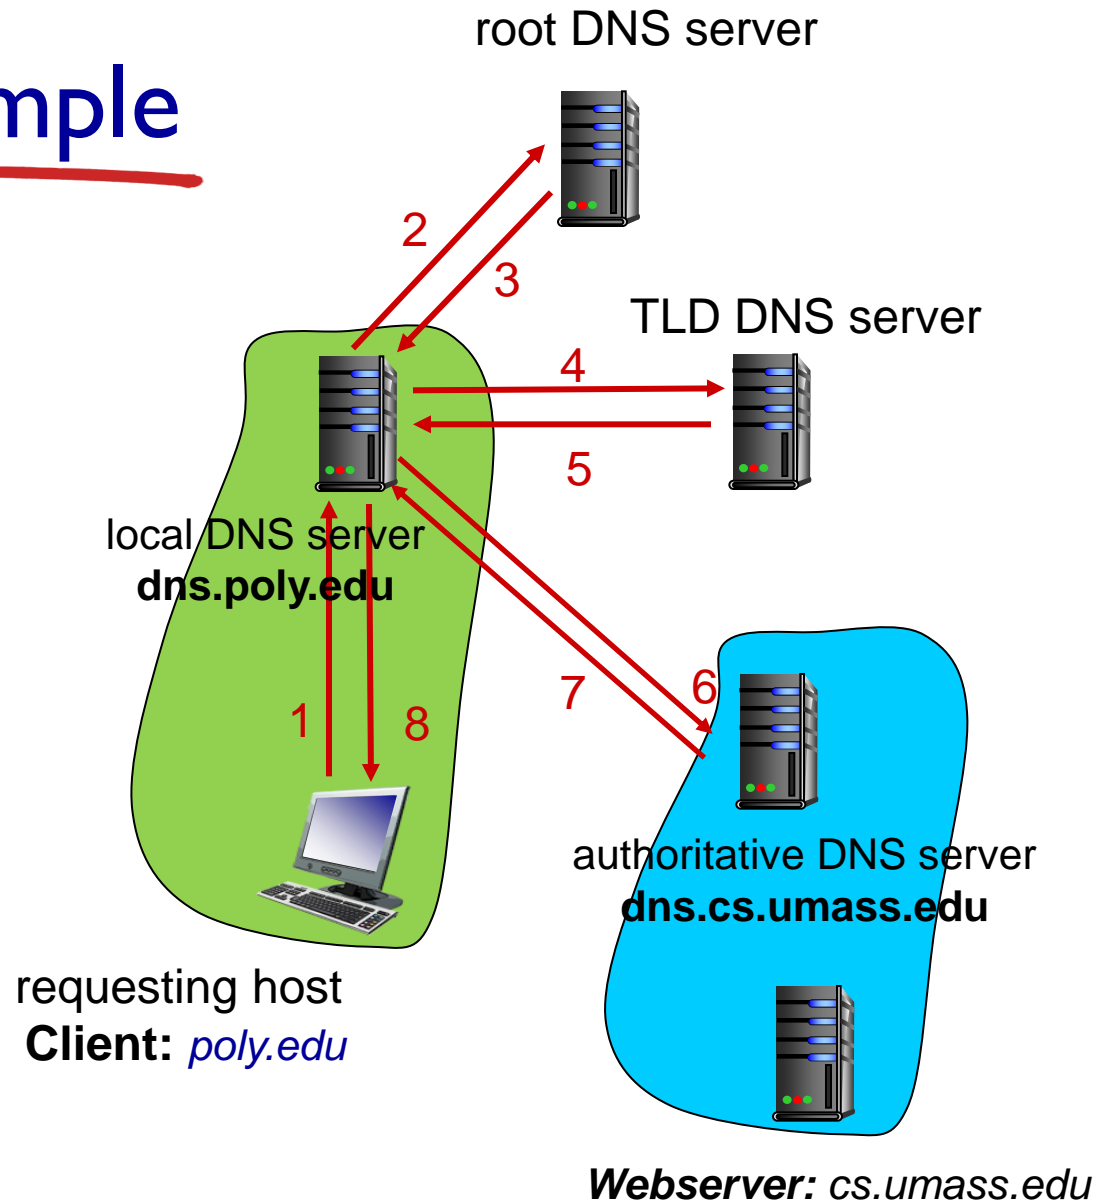 root DNS server
mple
2
3
TLD DNS server
4
5
local DNS server
dns.poly.edu
1
8
7
6
authoritative DNS server
dns.cs.umass.edu
requesting host
Client: poly.edu
Webserver: cs.umass.edu